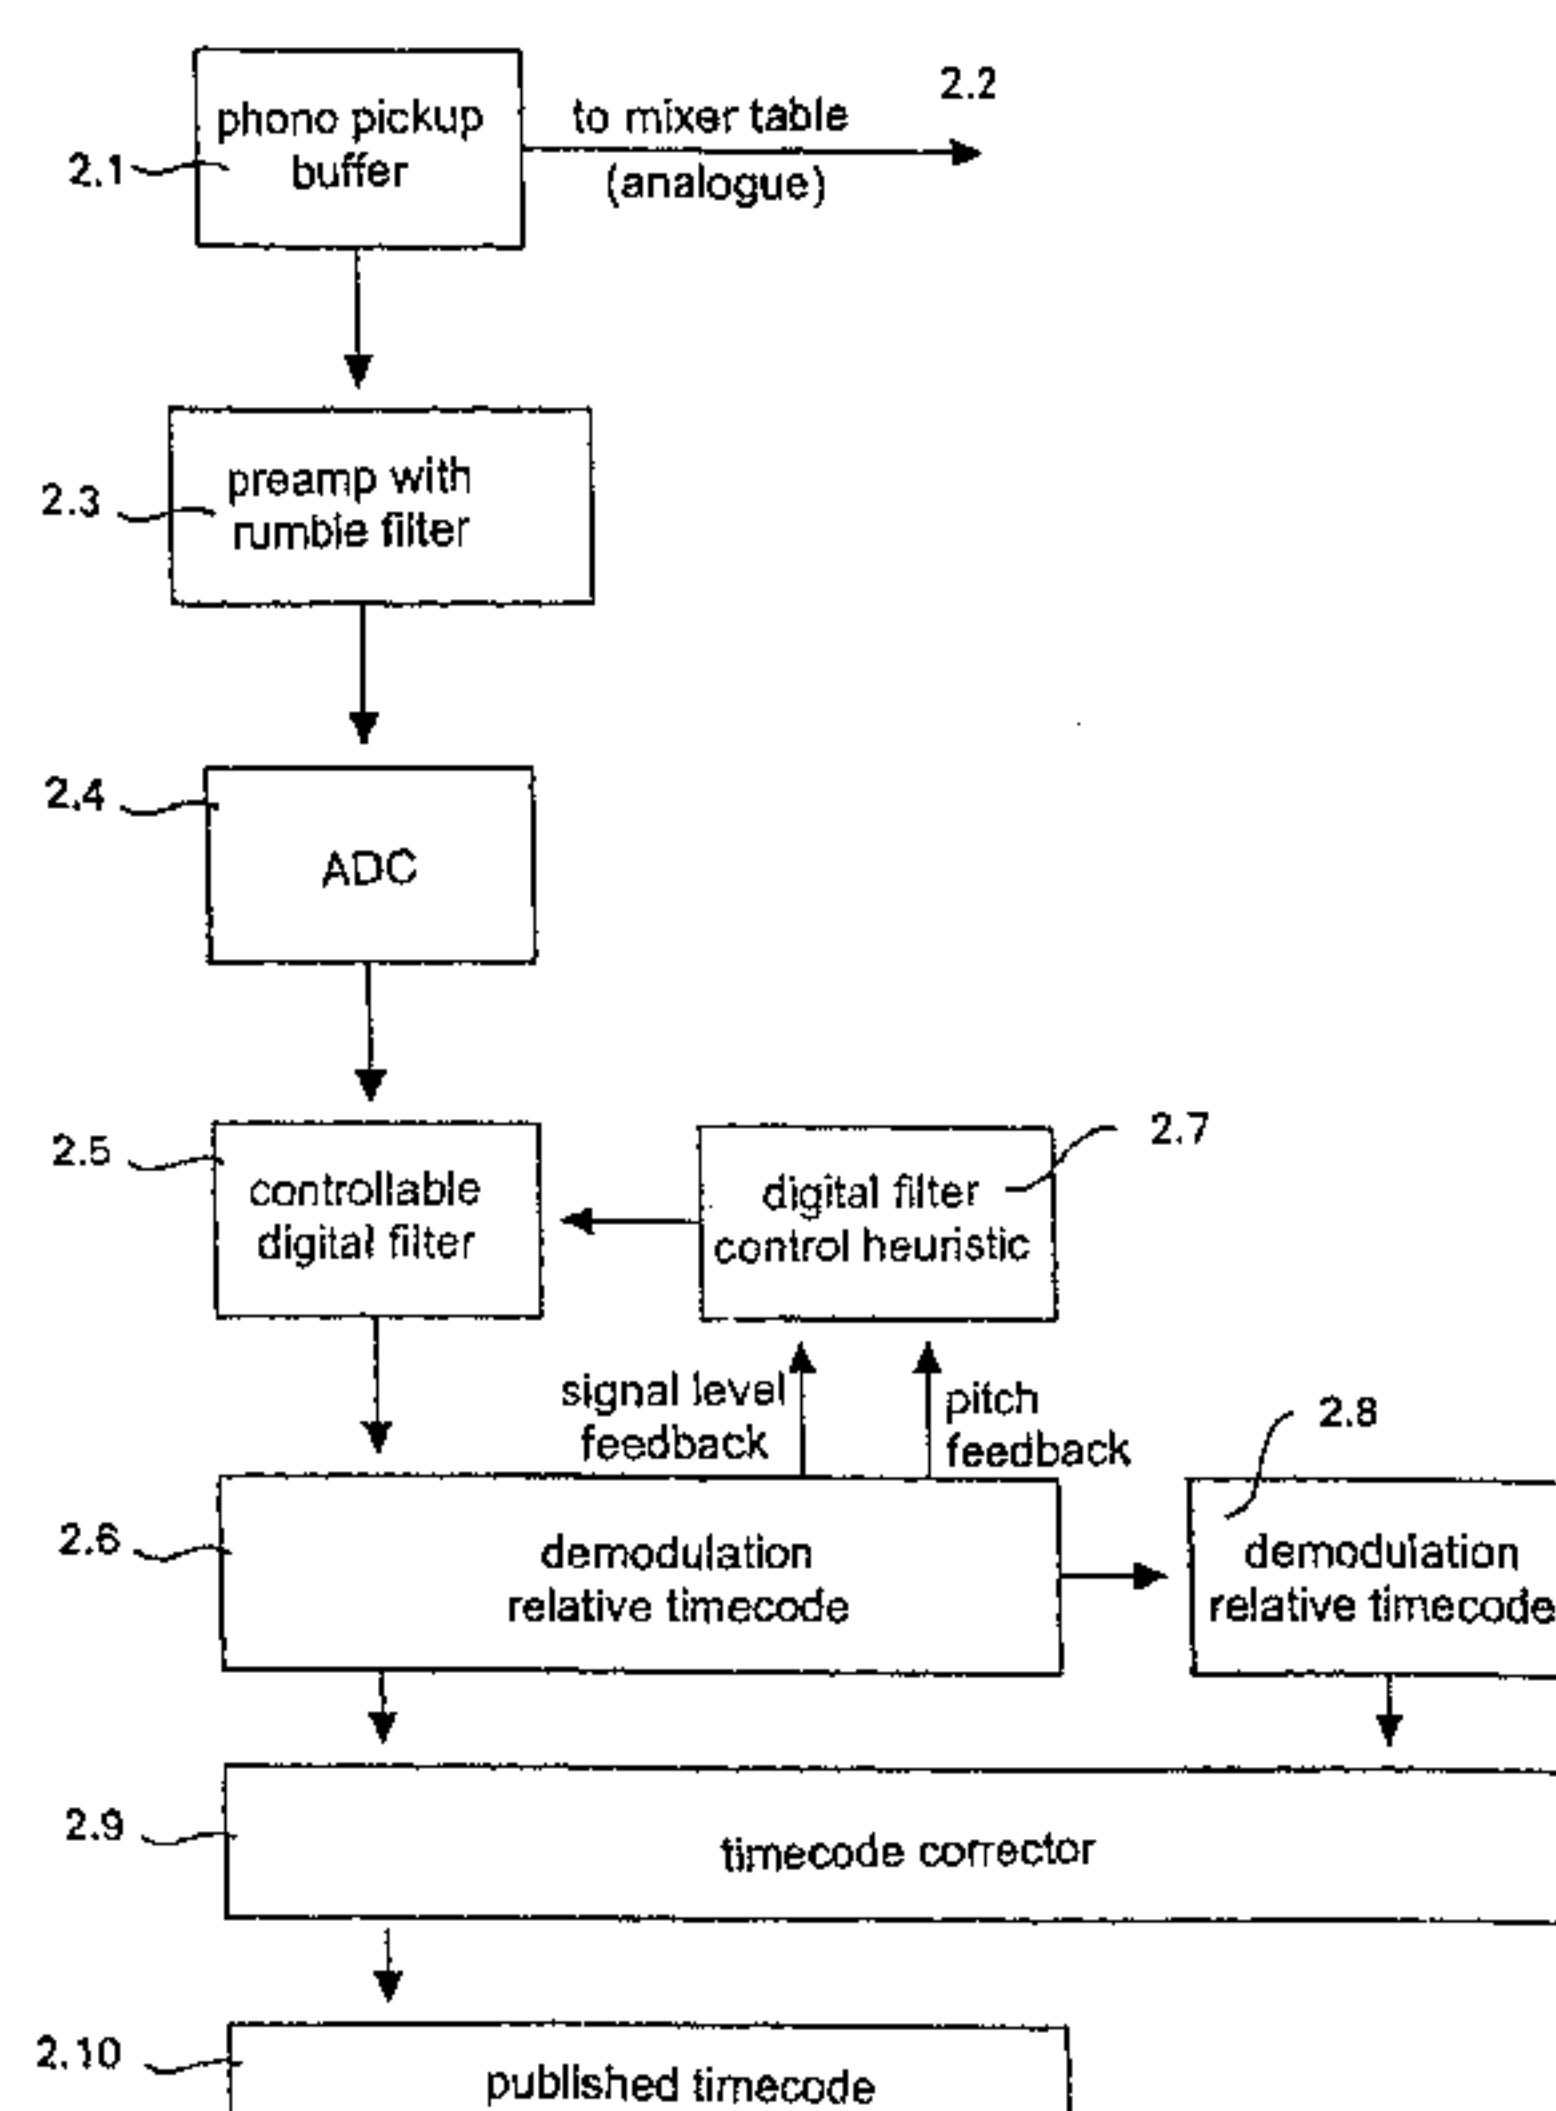 2.2
phono pickup
buffer
to mixer table
(analogue)
2.1
preamp with
rumble filter
2.3
2.4
ADC
2.5
controllable
digital filter
2.7
digital filter
control heuristic
signal level
feedback
pitch
feedback
2.8
2.6
demodulation
relative timecode
demodulation
relative timecode
2.9
timecode corrector
2.10
published timecode